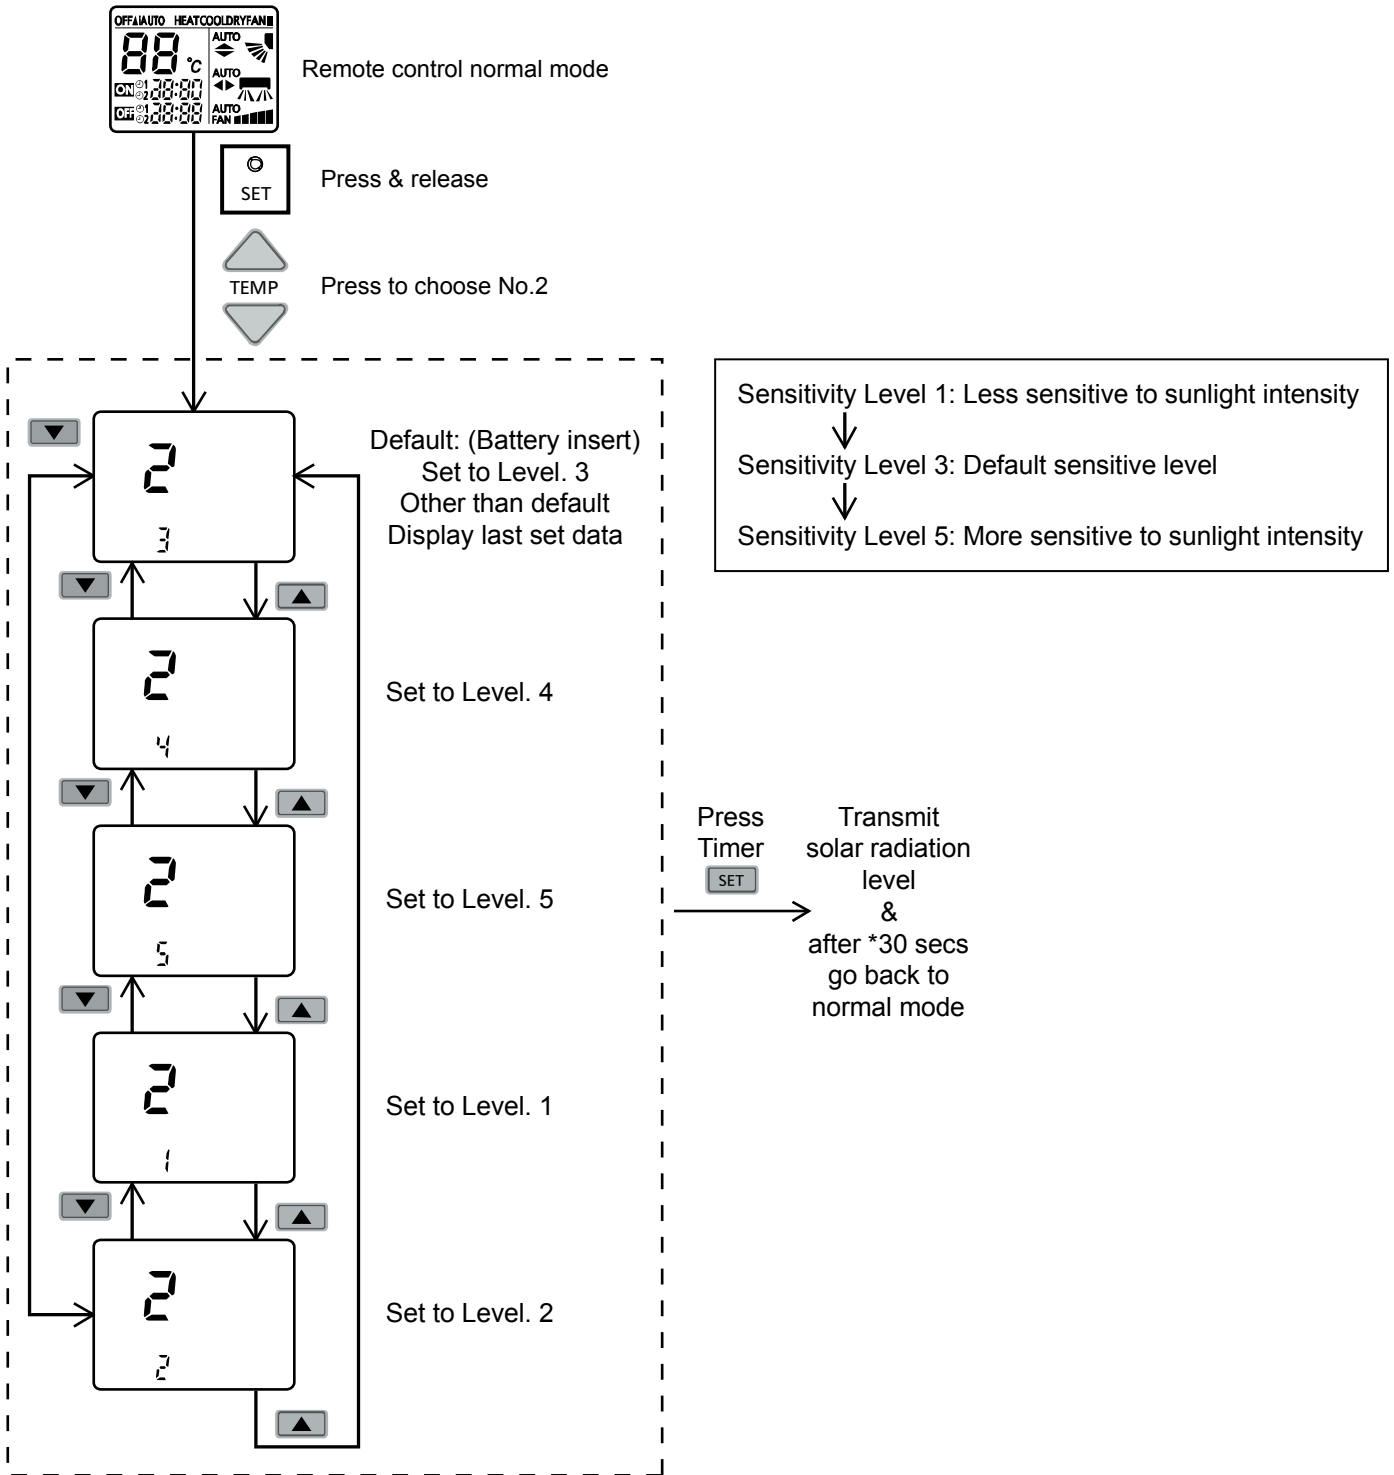 OFF AI AUTO HEAT COOL DRY FAN
AUTO
88 °C
AUTO
ON 1 28:80
2
OFF 1 28:88
2
AUTO
FAN
Remote control normal mode
SET
Press & release
TEMP
Press to choose No.2
2
3
Default: (Battery insert)
Set to Level. 3
Other than default
Display last set data
Sensitivity Level 1: Less sensitive to sunlight intensity
Sensitivity Level 3: Default sensitive level
Sensitivity Level 5: More sensitive to sunlight intensity
2
4
Set to Level. 4
2
5
Set to Level. 5
Press
Timer
SET
Transmit
solar radiation
level
&
after *30 secs
go back to
normal mode
2
1
Set to Level. 1
2
2
Set to Level. 2